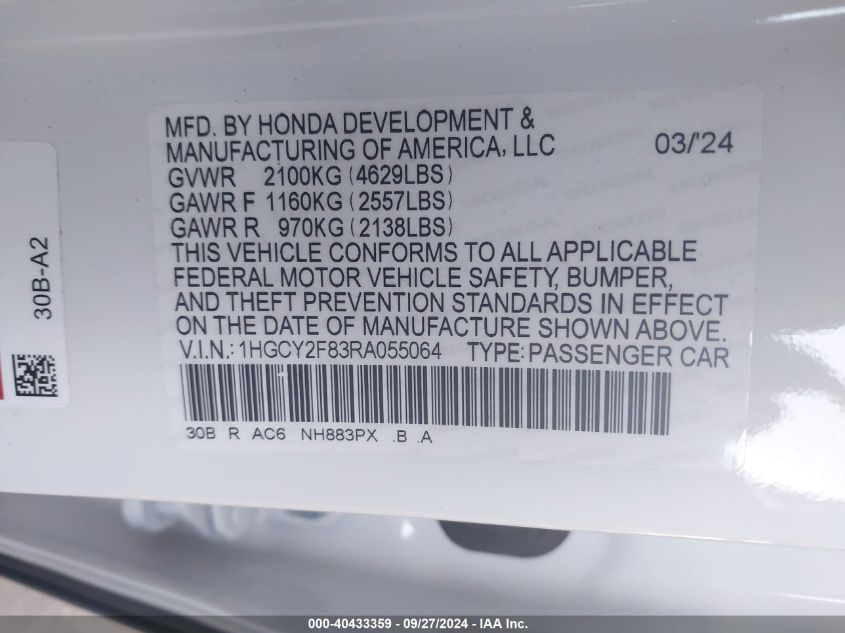 MFD. BY HONDA DEVELOPMENT &
MANUFACTURING OF AMERICA, LLC 03/'24
GVWR 2100KG (4629LBS)
GAWR F 1160KG (2557LBS)
GAWR R 970KG (2138LBS)
THIS VEHICLE CONFORMS TO ALL APPLICABLE
FEDERAL MOTOR VEHICLE SAFETY, BUMPER,
AND THEFT PREVENTION STANDARDS IN EFFECT
ON THE DATE OF MANUFACTURE SHOWN ABOVE.
V.I.N.: 1HGCY2F83RA055064 TYPE: PASSENGER CAR
30B R AC6 NH883PX .B .A
30B-A2
000-40433359 - 09/27/2024 - IAA Inc.